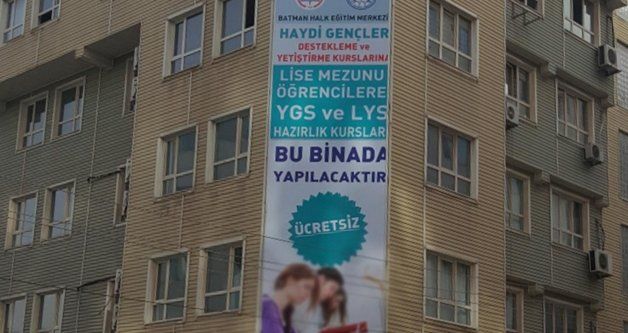 BATMAN HALK EĞİTİM MERKEZİ
HAYDİ GENÇLER
DESTEKLEME ve
YETİŞTİRME KURSLARINA
LİSE MEZUNU
ÖĞRENCİLERE
YGS ve LYS
HAZIRLIK KURSLARI
BU BİNADA
YAPILACAKTIR
ÜCRETSİZ